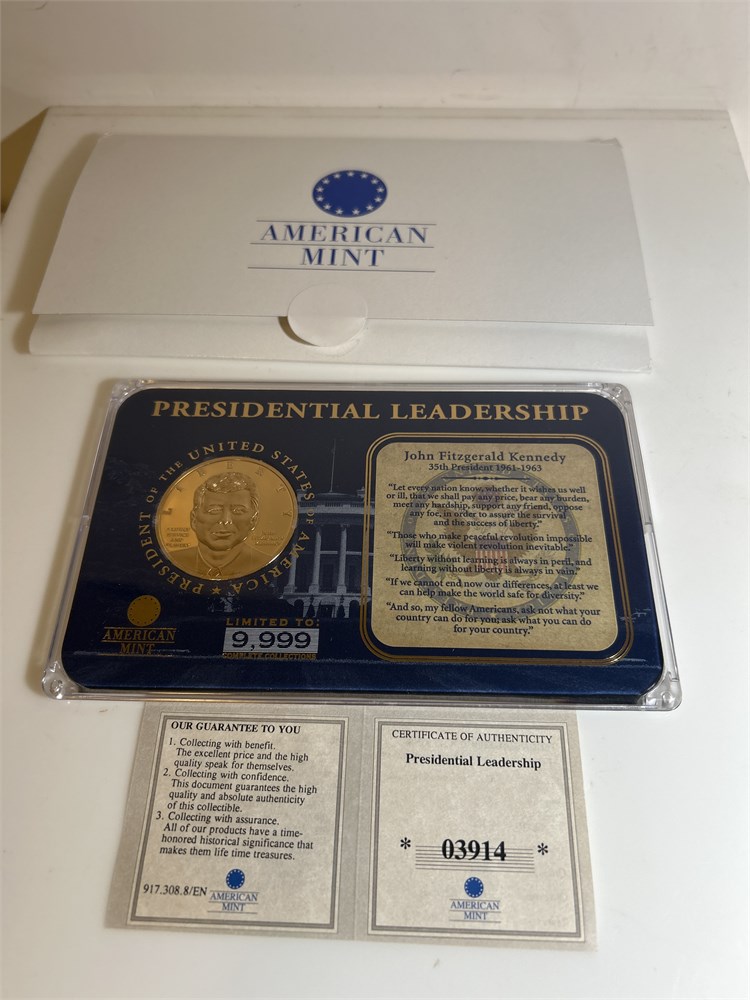 AMERICAN
MINT
PRESIDENTIAL LEADERSHIP
PRESIDENT OF THE UNITED STATES OF AMERICA
LIBERTY
LIMITED TO:
9,999
COMPLETE COLLECTIONS
AMERICAN
MINT
John Fitzgerald Kennedy
35th President 1961-1963
“Let every nation know, whether it wishes us well
or ill, that we shall pay any price, bear any burden,
meet any hardship, support any friend, oppose
any foe, in order to assure the survival
and the success of liberty.”
“Those who make peaceful revolution impossible
will make violent revolution inevitable.”
“Liberty without learning is always in peril, and
learning without liberty is always in vain.”
“If we cannot end now our differences, at least we
can help make the world safe for diversity.”
“And so, my fellow Americans, ask not what your
country can do for you; ask what you can do
for your country.”
OUR GUARANTEE TO YOU
1. Collecting with benefit.
The excellent price and the high
quality speak for themselves.
2. Collecting with confidence.
This document guarantees the high
quality and absolute authenticity
of this collectible.
3. Collecting with assurance.
All of our products have a time-
honored historical significance that
makes them life time treasures.
917.308.8/EN
AMERICAN
MINT
CERTIFICATE OF AUTHENTICITY
Presidential Leadership
* 03914 *
AMERICAN
MINT